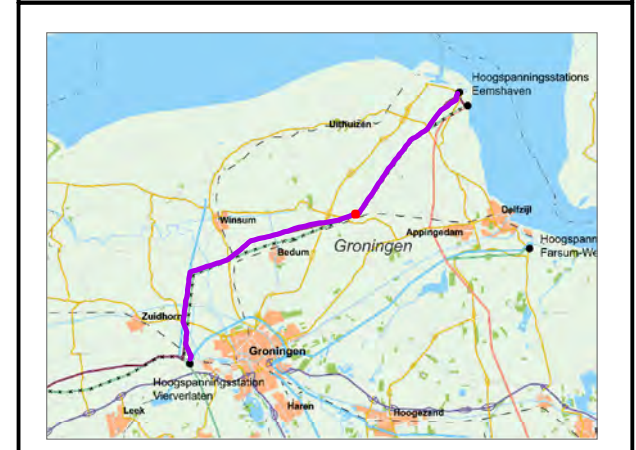 Hoogspanningsstations
Eemshaven
Uithuizen
Winsum
Delfzijl
Appingedam
Groningen
Bedum
Hoogspann
Farsum-We
Zuidhorn
Groningen
Hoogspanningsstation
Vierverlaten
Leek
Haren
Hoogezand